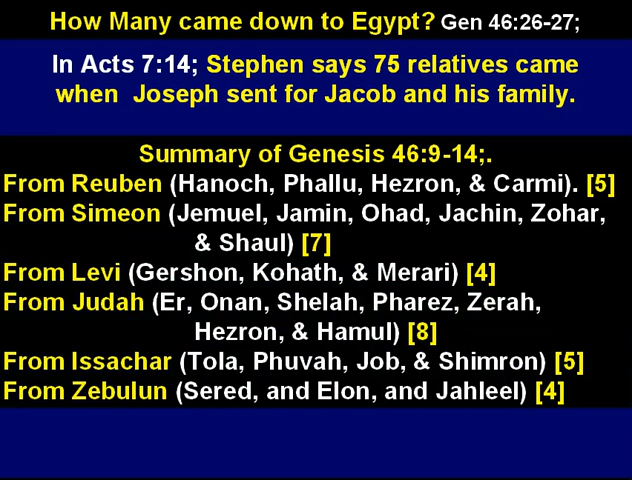 How Many came down to Egypt? Gen 46:26-27;
In Acts 7:14; Stephen says 75 relatives came
when Joseph sent for Jacob and his family.
Summary of Genesis 46:9-14;.
From Reuben (Hanoch, Phallu, Hezron, & Carmi). [5]
From Simeon (Jemuel, Jamin, Ohad, Jachin, Zohar,
& Shaul) [7]
From Levi (Gershon, Kohath, & Merari) [4]
From Judah (Er, Onan, Shelah, Pharez, Zerah,
Hezron, & Hamul) [8]
From Issachar (Tola, Phuvah, Job, & Shimron) [5]
From Zebulun (Sered, and Elon, and Jahleel) [4]